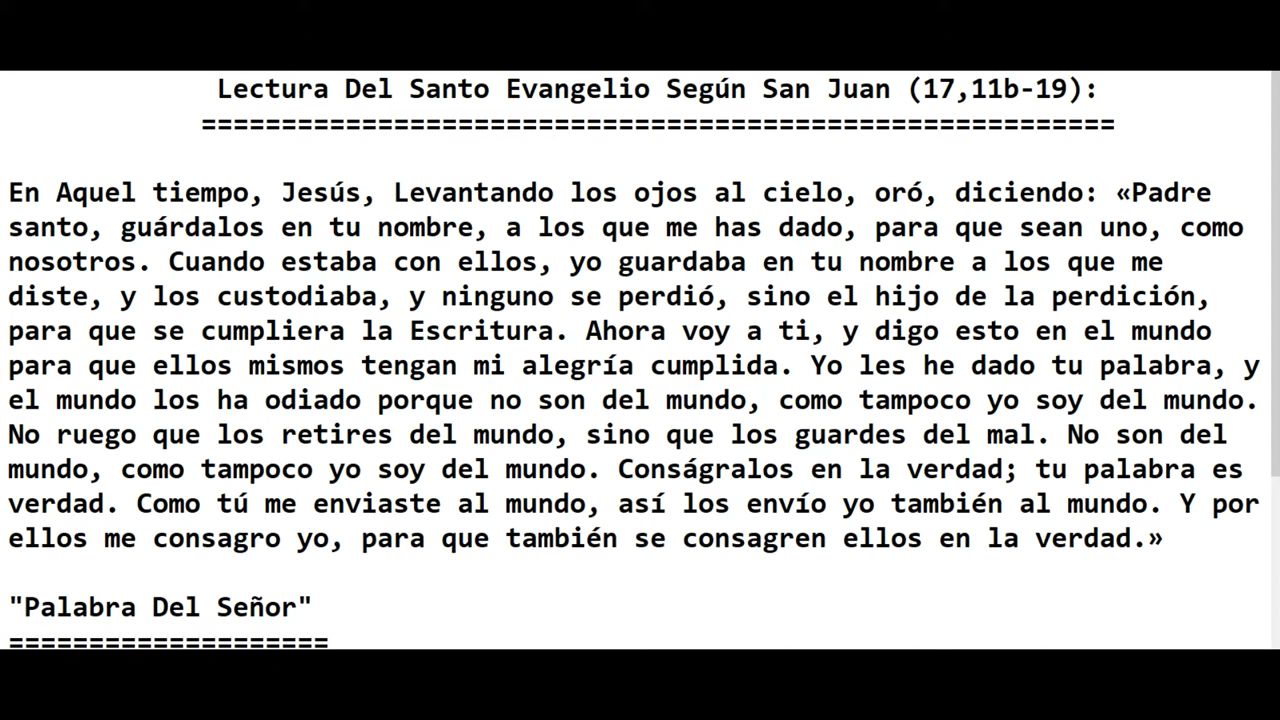 Lectura Del Santo Evangelio Según San Juan (17,11b-19):
=========================================================
En Aquel tiempo, Jesús, Levantando los ojos al cielo, oró, diciendo: «Padre
santo, guárdalos en tu nombre, a los que me has dado, para que sean uno, como
nosotros. Cuando estaba con ellos, yo guardaba en tu nombre a los que me
diste, y los custodiaba, y ninguno se perdió, sino el hijo de la perdición,
para que se cumpliera la Escritura. Ahora voy a ti, y digo esto en el mundo
para que ellos mismos tengan mi alegría cumplida. Yo les he dado tu palabra, y
el mundo los ha odiado porque no son del mundo, como tampoco yo soy del mundo.
No ruego que los retires del mundo, sino que los guardes del mal. No son del
mundo, como tampoco yo soy del mundo. Conságralos en la verdad; tu palabra es
verdad. Como tú me enviaste al mundo, así los envío yo también al mundo. Y por
ellos me consagro yo, para que también se consagren ellos en la verdad.»
"Palabra Del Señor"
====================